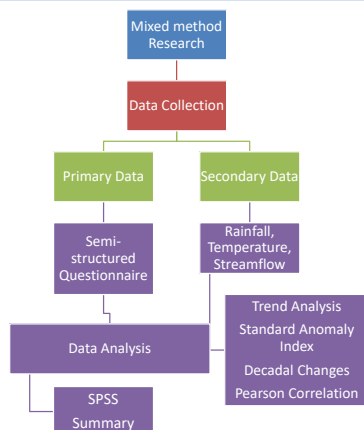 Mixed method
Research
Data Collection
Primary Data
Secondary Data
Semi-
structured
Questionnaire
Rainfall,
Temperature,
Streamflow
Data Analysis
Trend Analysis
Standard Anomaly
Index
Decadal Changes
Pearson Correlation
SPSS
Summary